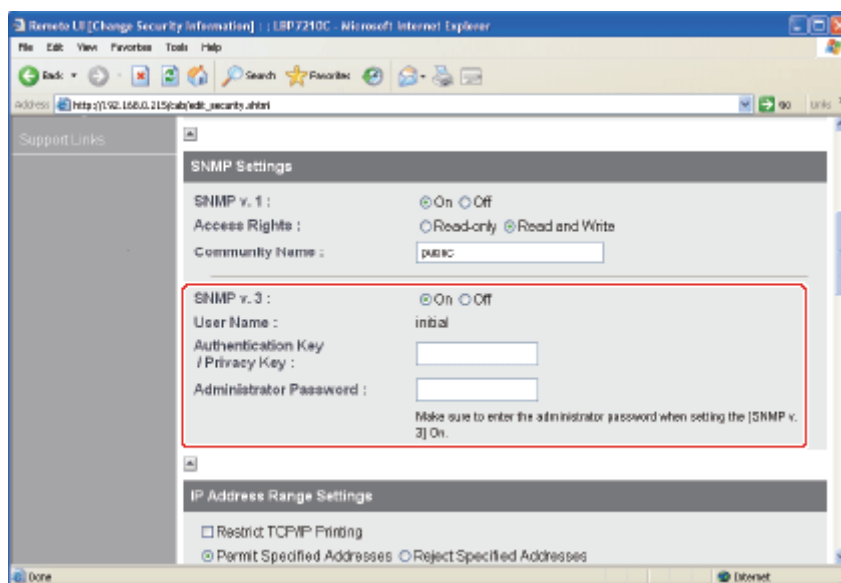 Remote UI [Change Security Information] : : LBP7210C - Microsoft Internet Explorer
File Edit View Favorites Tools Help
Back Search Favorites
Address http://192.168.0.215/cab/edit_security.shtml Go Links
Support Links
SNMP Settings
SNMP v. 1 : On Off
Access Rights : Read-only Read and Write
Community Name : public
SNMP v. 3 : On Off
User Name : initial
Authentication Key
/ Privacy Key :
Administrator Password :
Make sure to enter the administrator password when setting the [SNMP v.
3] On.
IP Address Range Settings
Restrict TCP/IP Printing
Permit Specified Addresses Reject Specified Addresses
Done Internet